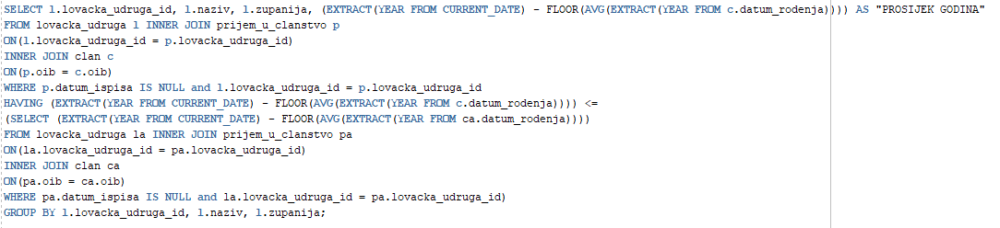 SELECT l.lovacka_udruga_id, l.naziv, l.zupanija, (EXTRACT(YEAR FROM CURRENT_DATE) - FLOOR(AVG(EXTRACT(YEAR FROM c.datum_rodenja)))) AS "PROSIJEK GODINA"
FROM lovacka_udruga l INNER JOIN prijem_u_clanstvo p
ON(l.lovacka_udruga_id = p.lovacka_udruga_id)
INNER JOIN clan c
ON(p.oib = c.oib)
WHERE p.datum_ispisa IS NULL and l.lovacka_udruga_id = p.lovacka_udruga_id
HAVING (EXTRACT(YEAR FROM CURRENT_DATE) - FLOOR(AVG(EXTRACT(YEAR FROM c.datum_rodenja)))) <=
(SELECT (EXTRACT(YEAR FROM CURRENT_DATE) - FLOOR(AVG(EXTRACT(YEAR FROM ca.datum_rodenja))))
FROM lovacka_udruga la INNER JOIN prijem_u_clanstvo pa
ON(la.lovacka_udruga_id = pa.lovacka_udruga_id)
INNER JOIN clan ca
ON(pa.oib = ca.oib)
WHERE pa.datum_ispisa IS NULL and la.lovacka_udruga_id = pa.lovacka_udruga_id)
GROUP BY l.lovacka_udruga_id, l.naziv, l.zupanija;